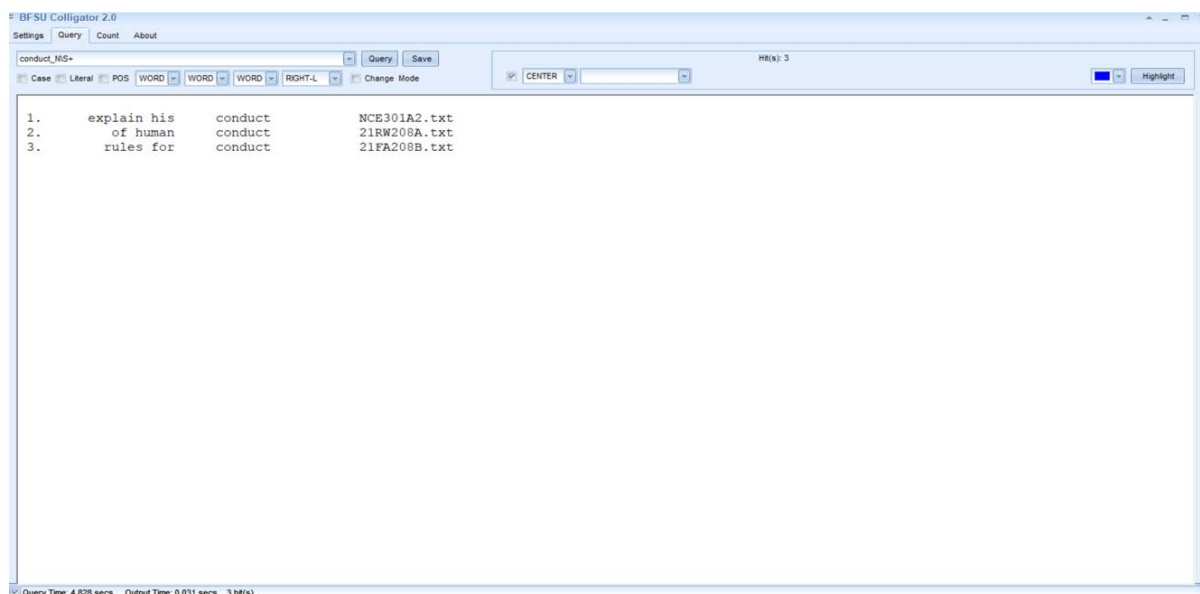 BFSU Colligator 2.0
Settings Query Count About
conduct_N\S+ Query Save Hit(s): 3
Case Literal POS WORD WORD WORD RIGHT-L Change Mode CENTER Highlight
1. explain his conduct NCE301A2.txt
2. of human conduct 21RW208A.txt
3. rules for conduct 21FA208B.txt
Query Time: 4.828 secs Output Time: 0.031 secs 3 hit(s)